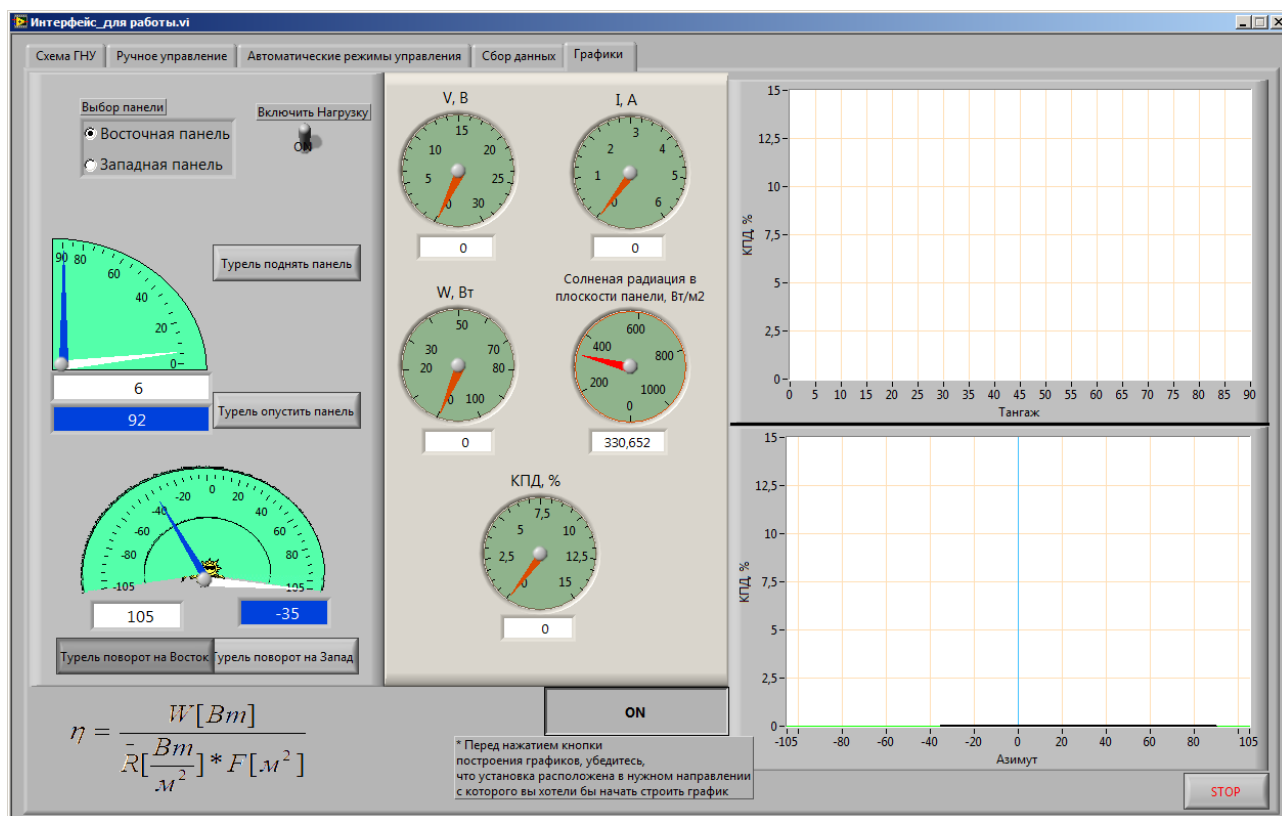 Интерфейс_для работы.vi
Схема ГНУ
Ручное управление
Автоматические режимы управления
Сбор данных
Графики
Выбор панели
Восточная панель
Западная панель
Включить Нагрузку
ON
90 80 60 40 20 0
6
92
Турель поднять панель
Турель опустить панель
-105 -80 -60 -40 -20 0 20 40 60 80 105
105
-35
Турель поворот на Восток
Турель поворот на Запад
V, В
0 5 10 15 20 25 30
0
I, А
0 1 2 3 4 5 6
0
W, Вт
0 20 30 50 70 80 100
0
Солненая радиация в
плоскости панели, Вт/м2
0 200 400 600 800 1000
330,652
КПД, %
0 2,5 5 7,5 10 12,5 15
0
КПД, %
15
12,5
10
7,5
5
2,5
0
0 5 10 15 20 25 30 35 40 45 50 55 60 65 70 75 80 85 90
Тангаж
КПД, %
15
12,5
10
7,5
5
2,5
0
-105 -80 -60 -40 -20 0 20 40 60 80 105
Азимут
η = W[Вт] / R̄[Вт/м²]*F[м²]
ON
* Перед нажатием кнопки
построения графиков, убедитесь,
что установка расположена в нужном направлении
с которого вы хотели бы начать строить график
STOP